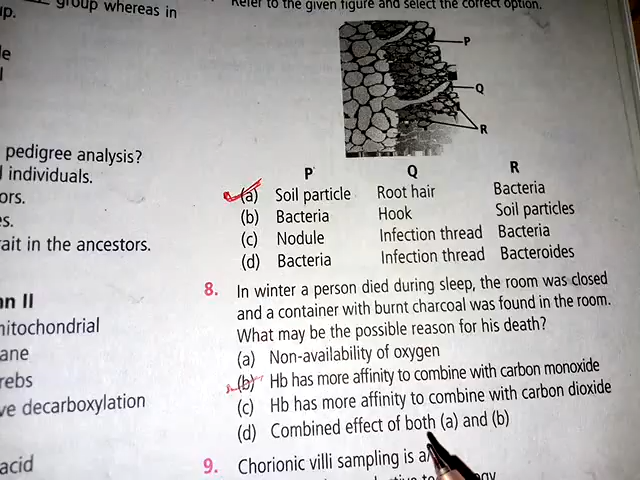 group whereas in
up.
pedigree analysis?
individuals.
ors.
es.
ait in the ancestors.
nn II
nitochondrial
ane
rebs
ve decarboxylation
acid
Refer to the given figure and select the correct option.
P
Q
R
P Q R
(a) Soil particle Root hair Bacteria
(b) Bacteria Hook Soil particles
(c) Nodule Infection thread Bacteria
(d) Bacteria Infection thread Bacteroides
8. In winter a person died during sleep, the room was closed
and a container with burnt charcoal was found in the room.
What may be the possible reason for his death?
(a) Non-availability of oxygen
(b) Hb has more affinity to combine with carbon monoxide
(c) Hb has more affinity to combine with carbon dioxide
(d) Combined effect of both (a) and (b)
9. Chorionic villi sampling is a